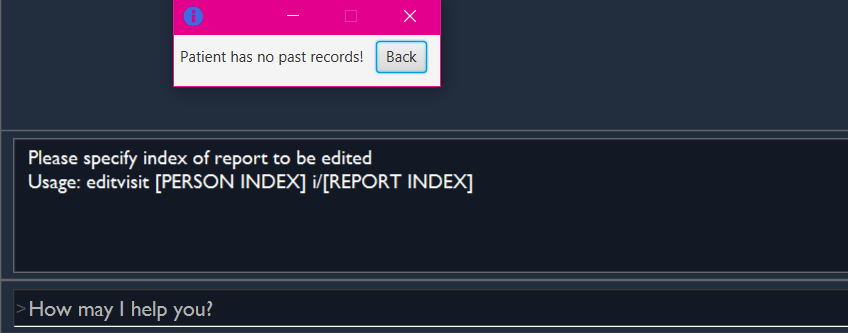 Patient has no past records! Back
Please specify index of report to be edited
Usage: editvisit [PERSON INDEX] i/[REPORT INDEX]
>How may I help you?